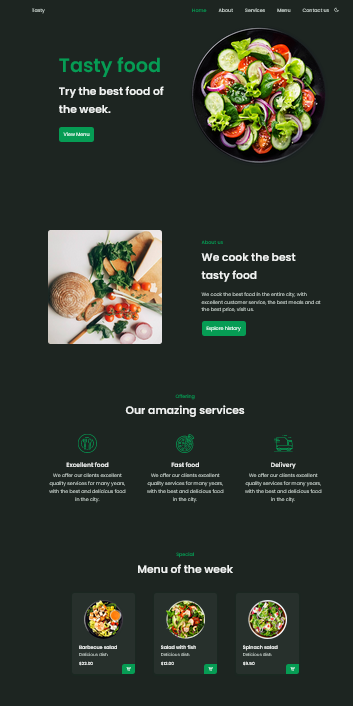 Tasty
Home
About
Services
Menu
Contact us
Tasty food
Try the best food of
the week.
View Menu
About us
We cook the best
tasty food
We cook the best food in the entire city, with
excellent customer service, the best meals and at
the best price, visit us.
Explore history
Offering
Our amazing services
Excellent food
We offer our clients excellent
quality services for many years,
with the best and delicious food
in the city.
Fast food
We offer our clients excellent
quality services for many years,
with the best and delicious food
in the city.
Delivery
We offer our clients excellent
quality services for many years,
with the best and delicious food
in the city.
Special
Menu of the week
Barbecue salad
Delicious dish
$22.00
Salad with fish
Delicious dish
$12.00
Spinach salad
Delicious dish
$9.50